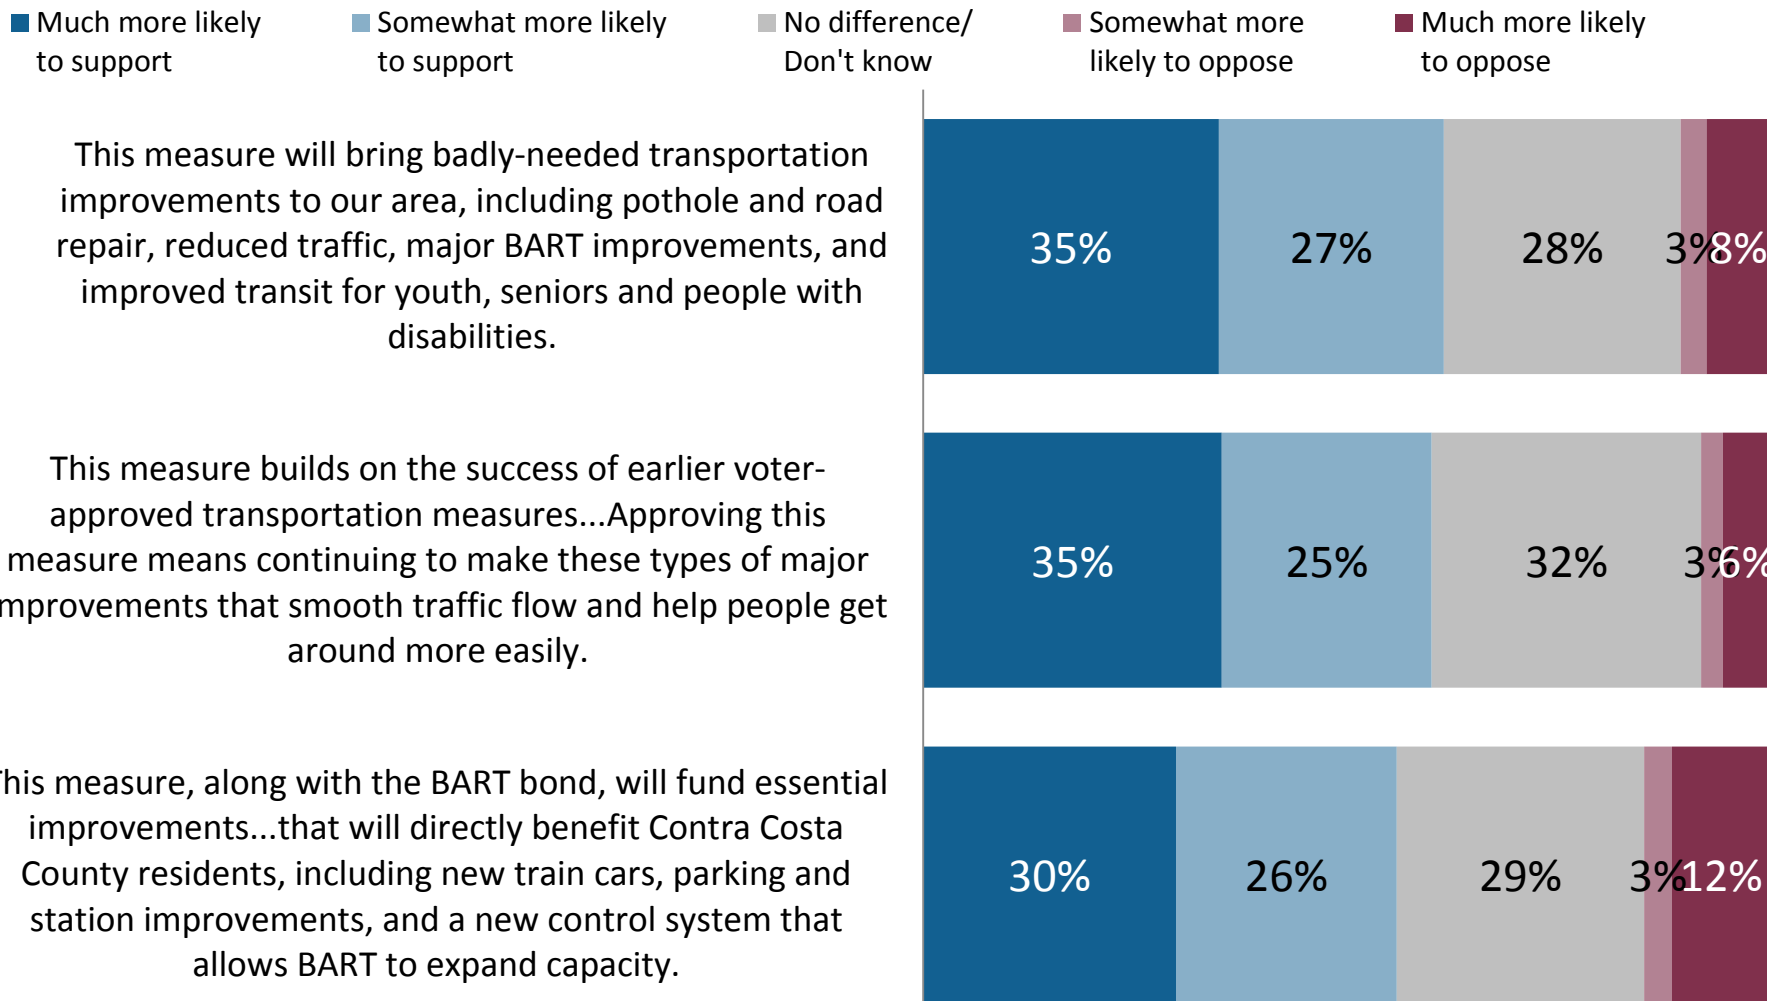 Much more likely
to support
Somewhat more likely
to support
No difference/
Don't know
Somewhat more
likely to oppose
Much more likely
to oppose
This measure will bring badly-needed transportation
improvements to our area, including pothole and road
repair, reduced traffic, major BART improvements, and
improved transit for youth, seniors and people with
disabilities.
35% 27% 28% 3% 8%
This measure builds on the success of earlier voter-
approved transportation measures...Approving this
measure means continuing to make these types of major
improvements that smooth traffic flow and help people get
around more easily.
35% 25% 32% 3% 6%
This measure, along with the BART bond, will fund essential
improvements...that will directly benefit Contra Costa
County residents, including new train cars, parking and
station improvements, and a new control system that
allows BART to expand capacity.
30% 26% 29% 3% 12%